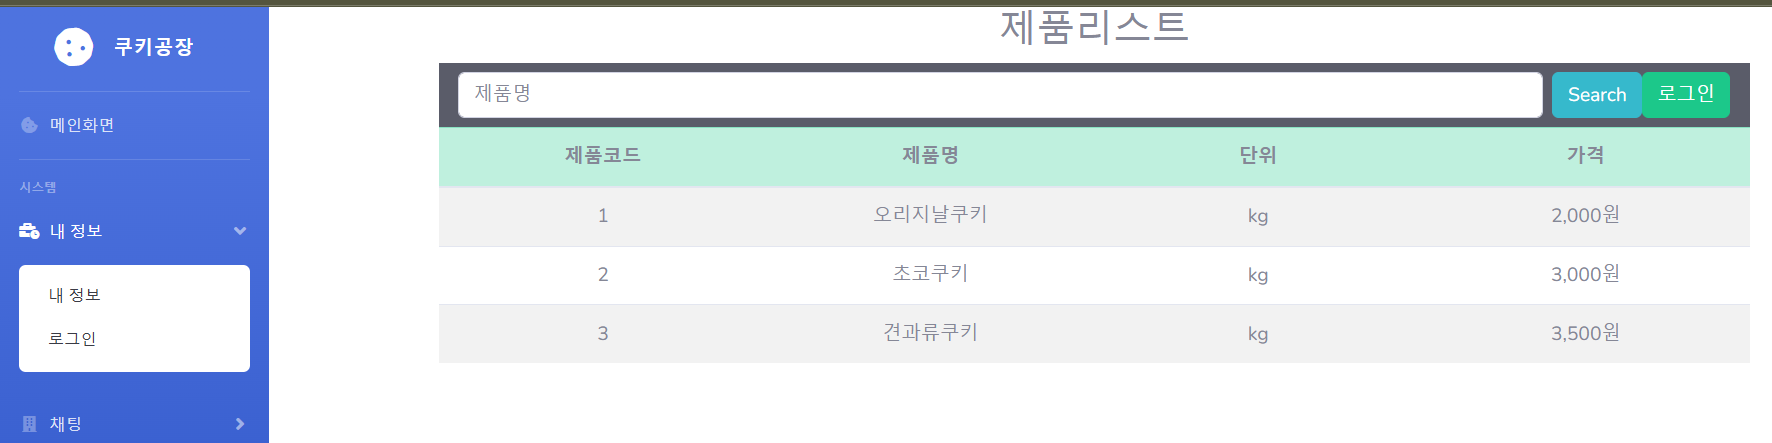 쿠키공장
메인화면
시스템
내 정보
내 정보
로그인
채팅
제품리스트
제품명 Search 로그인
제품코드 제품명 단위 가격
1 오리지날쿠키 kg 2,000원
2 초코쿠키 kg 3,000원
3 견과류쿠키 kg 3,500원